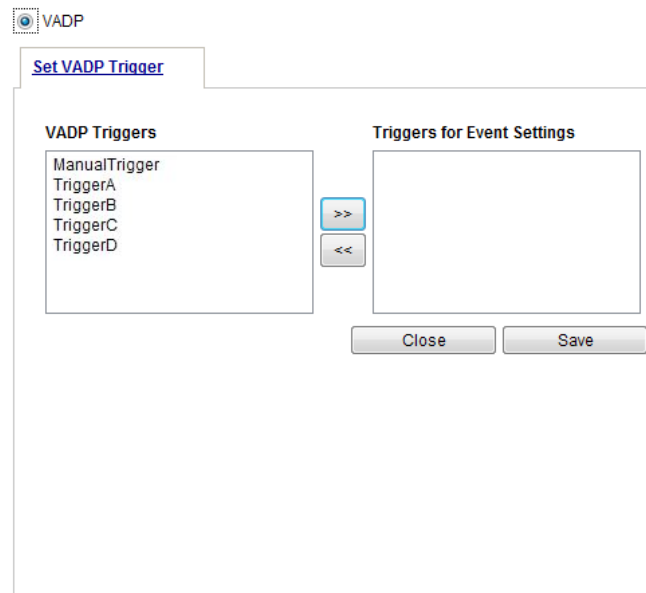 VADP
Set VADP Trigger
VADP Triggers
Triggers for Event Settings
ManualTrigger
TriggerA
TriggerB
TriggerC
TriggerD
>>
<<
Close
Save